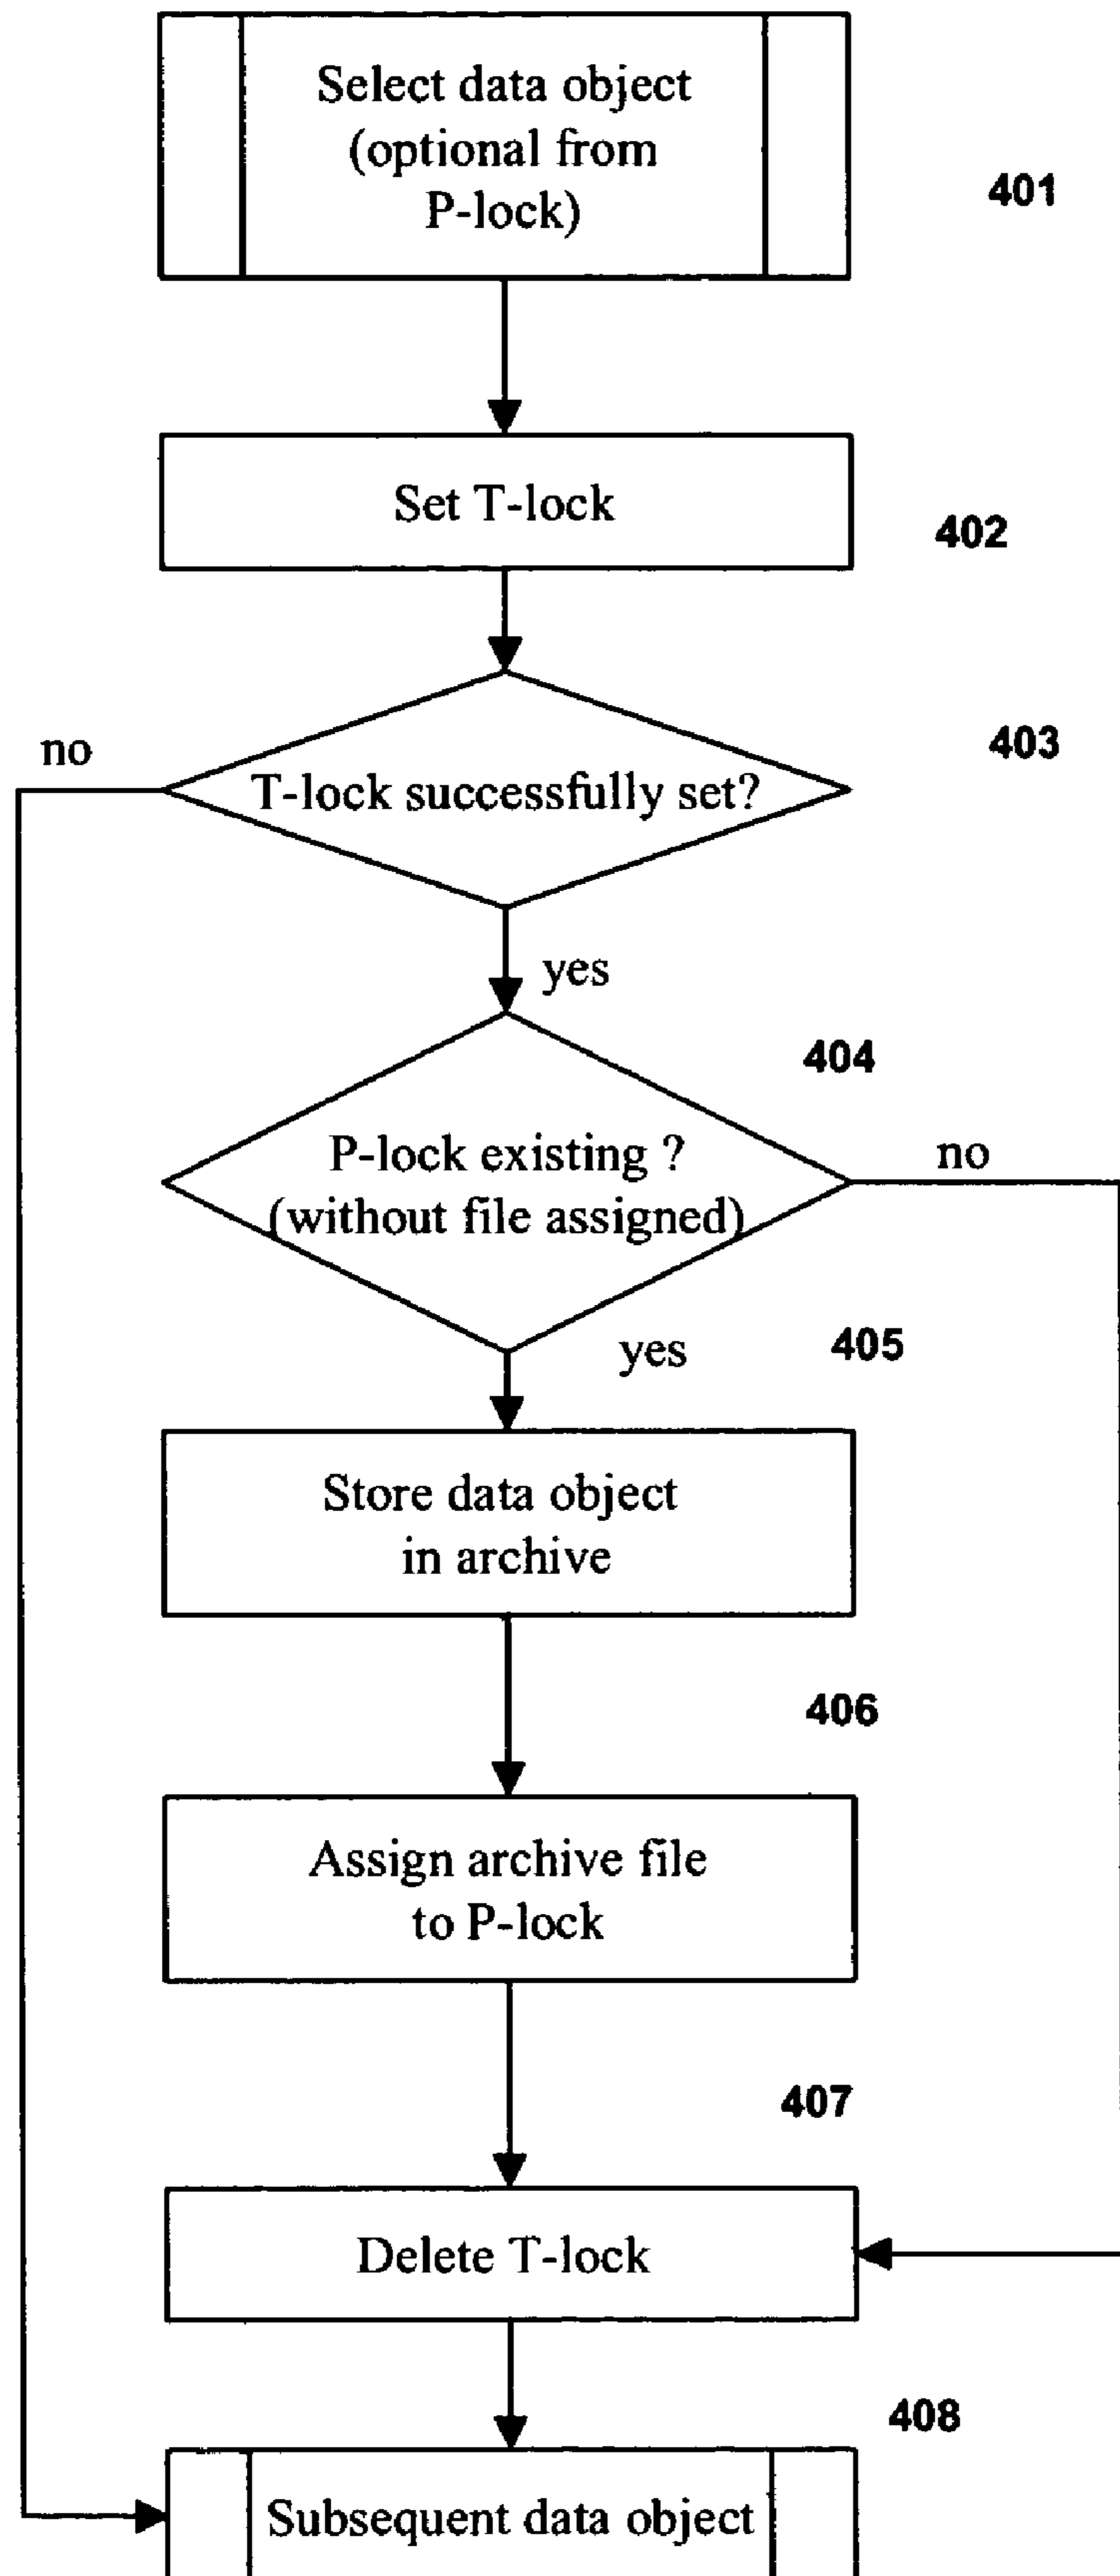 Select data object
(optional from
P-lock)
401
Set T-lock
402
403
no
T-lock successfully set?
yes
404
P-lock existing ?
(without file assigned)
no
yes
405
Store data object
in archive
406
Assign archive file
to P-lock
407
Delete T-lock
408
Subsequent data object